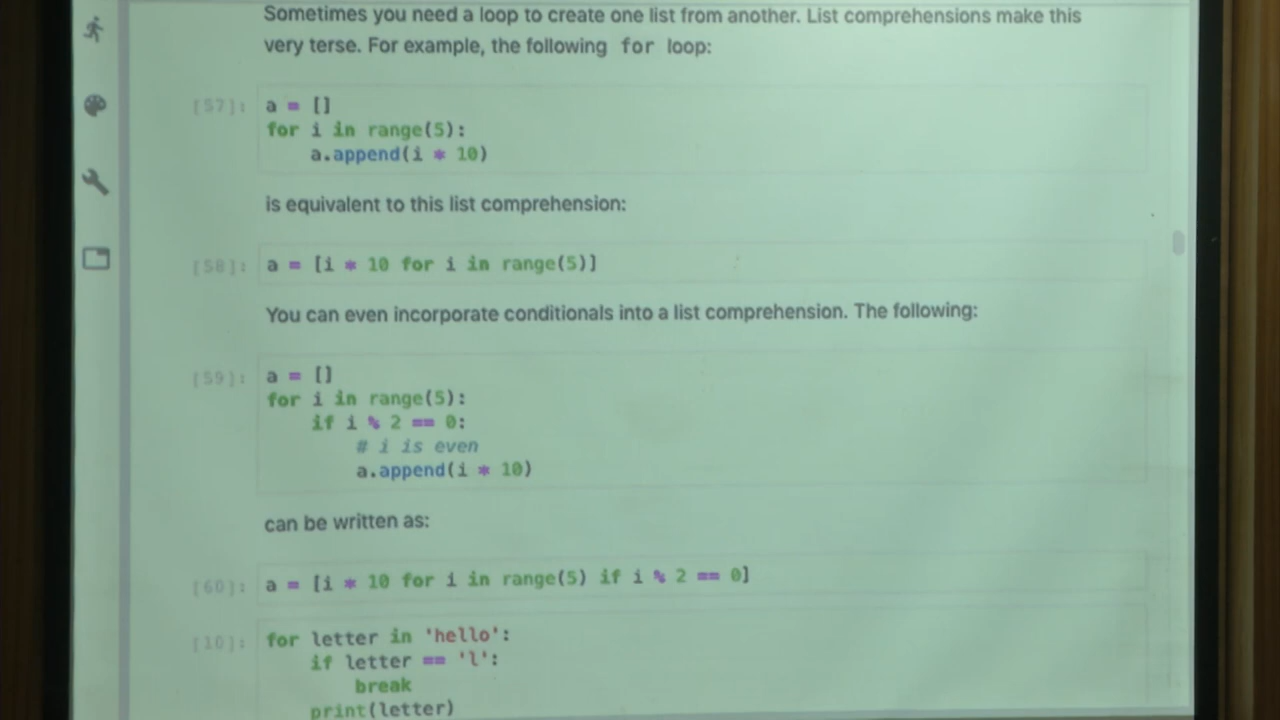 Sometimes you need a loop to create one list from another. List comprehensions make this
very terse. For example, the following for loop:
[57]: a = []
for i in range(5):
    a.append(i * 10)
is equivalent to this list comprehension:
[58]: a = [i * 10 for i in range(5)]
You can even incorporate conditionals into a list comprehension. The following:
[59]: a = []
for i in range(5):
    if i % 2 == 0:
        # i is even
        a.append(i * 10)
can be written as:
[60]: a = [i * 10 for i in range(5) if i % 2 == 0]
[10]: for letter in 'hello':
    if letter == 'l':
        break
    print(letter)